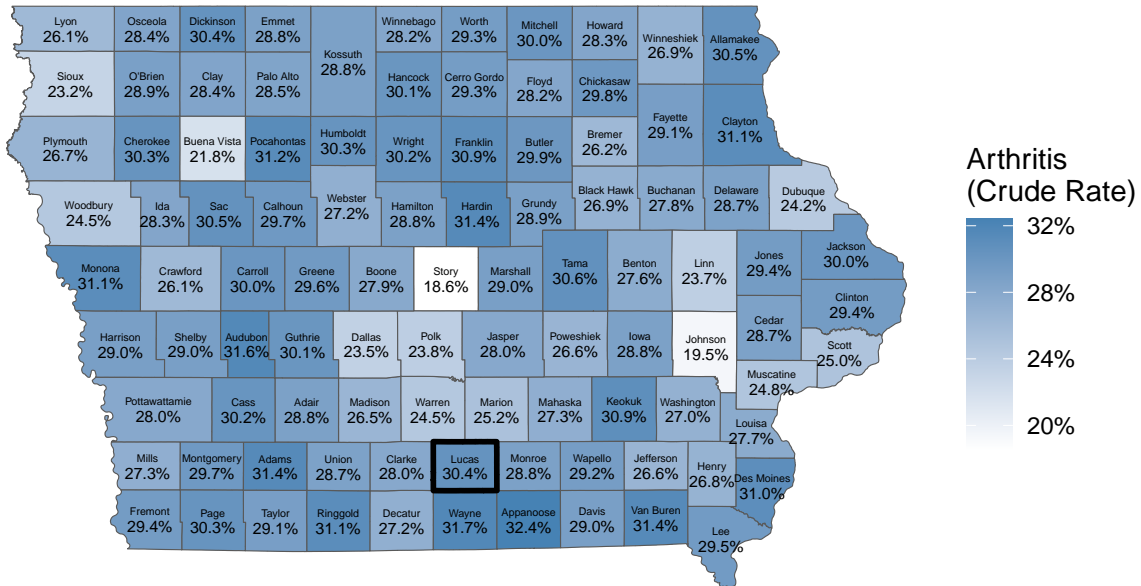 Lyon
26.1%
Osceola
28.4%
Dickinson
30.4%
Emmet
28.8%
Winnebago
28.2%
Worth
29.3%
Mitchell
30.0%
Howard
28.3%
Winneshiek
26.9%
Allamakee
30.5%
Kossuth
28.8%
Sioux
23.2%
O'Brien
28.9%
Clay
28.4%
Palo Alto
28.5%
Hancock
30.1%
Cerro Gordo
29.3%
Floyd
28.2%
Chickasaw
29.8%
Fayette
29.1%
Clayton
31.1%
Plymouth
26.7%
Cherokee
30.3%
Buena Vista
21.8%
Pocahontas
31.2%
Humboldt
30.3%
Wright
30.2%
Franklin
30.9%
Butler
29.9%
Bremer
26.2%
Woodbury
24.5%
Ida
28.3%
Sac
30.5%
Calhoun
29.7%
Webster
27.2%
Hamilton
28.8%
Hardin
31.4%
Grundy
28.9%
Black Hawk
26.9%
Buchanan
27.8%
Delaware
28.7%
Dubuque
24.2%
Monona
31.1%
Crawford
26.1%
Carroll
30.0%
Greene
29.6%
Boone
27.9%
Story
18.6%
Marshall
29.0%
Tama
30.6%
Benton
27.6%
Linn
23.7%
Jones
29.4%
Jackson
30.0%
Clinton
29.4%
Harrison
29.0%
Shelby
29.0%
Audubon
31.6%
Guthrie
30.1%
Dallas
23.5%
Polk
23.8%
Jasper
28.0%
Poweshiek
26.6%
Iowa
28.8%
Johnson
19.5%
Cedar
28.7%
Scott
25.0%
Muscatine
24.8%
Pottawattamie
28.0%
Cass
30.2%
Adair
28.8%
Madison
26.5%
Warren
24.5%
Marion
25.2%
Mahaska
27.3%
Keokuk
30.9%
Washington
27.0%
Louisa
27.7%
Mills
27.3%
Montgomery
29.7%
Adams
31.4%
Union
28.7%
Clarke
28.0%
Lucas
30.4%
Monroe
28.8%
Wapello
29.2%
Jefferson
26.6%
Henry
26.8%
Des Moines
31.0%
Fremont
29.4%
Page
30.3%
Taylor
29.1%
Ringgold
31.1%
Decatur
27.2%
Wayne
31.7%
Appanoose
32.4%
Davis
29.0%
Van Buren
31.4%
Lee
29.5%
Arthritis
(Crude Rate)
32%
28%
24%
20%